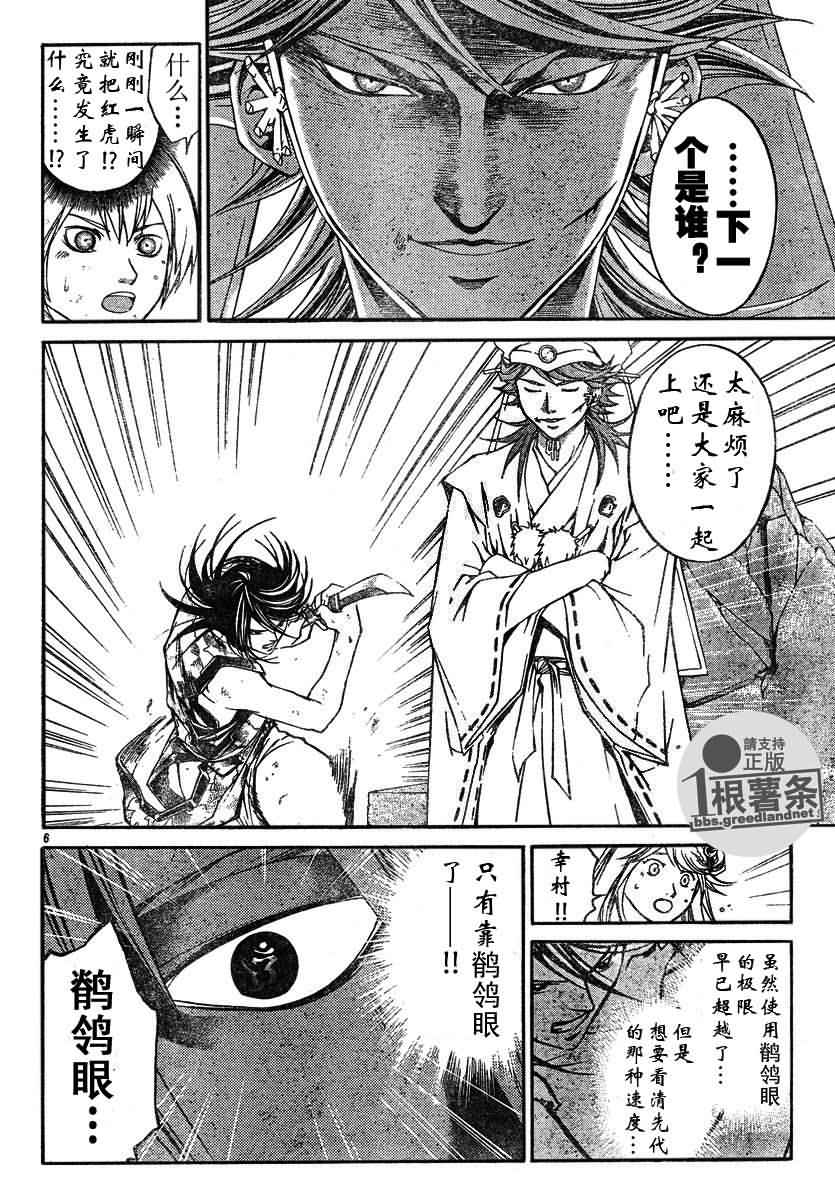 ……下一
个是谁？
什么…
刚刚一瞬间
就把红虎!?
究竟发生了
什么……!?
太麻烦了
还是大家一起
上吧……
請支持
正版
1根薯条
bbs.greedland.net
6
幸村!!
虽然使用鹡鸰眼
的极限
早已超越了…
但是
想要看清先代
的那种速度…
只有靠鹡鸰眼
了——!!
鹡鸰眼…